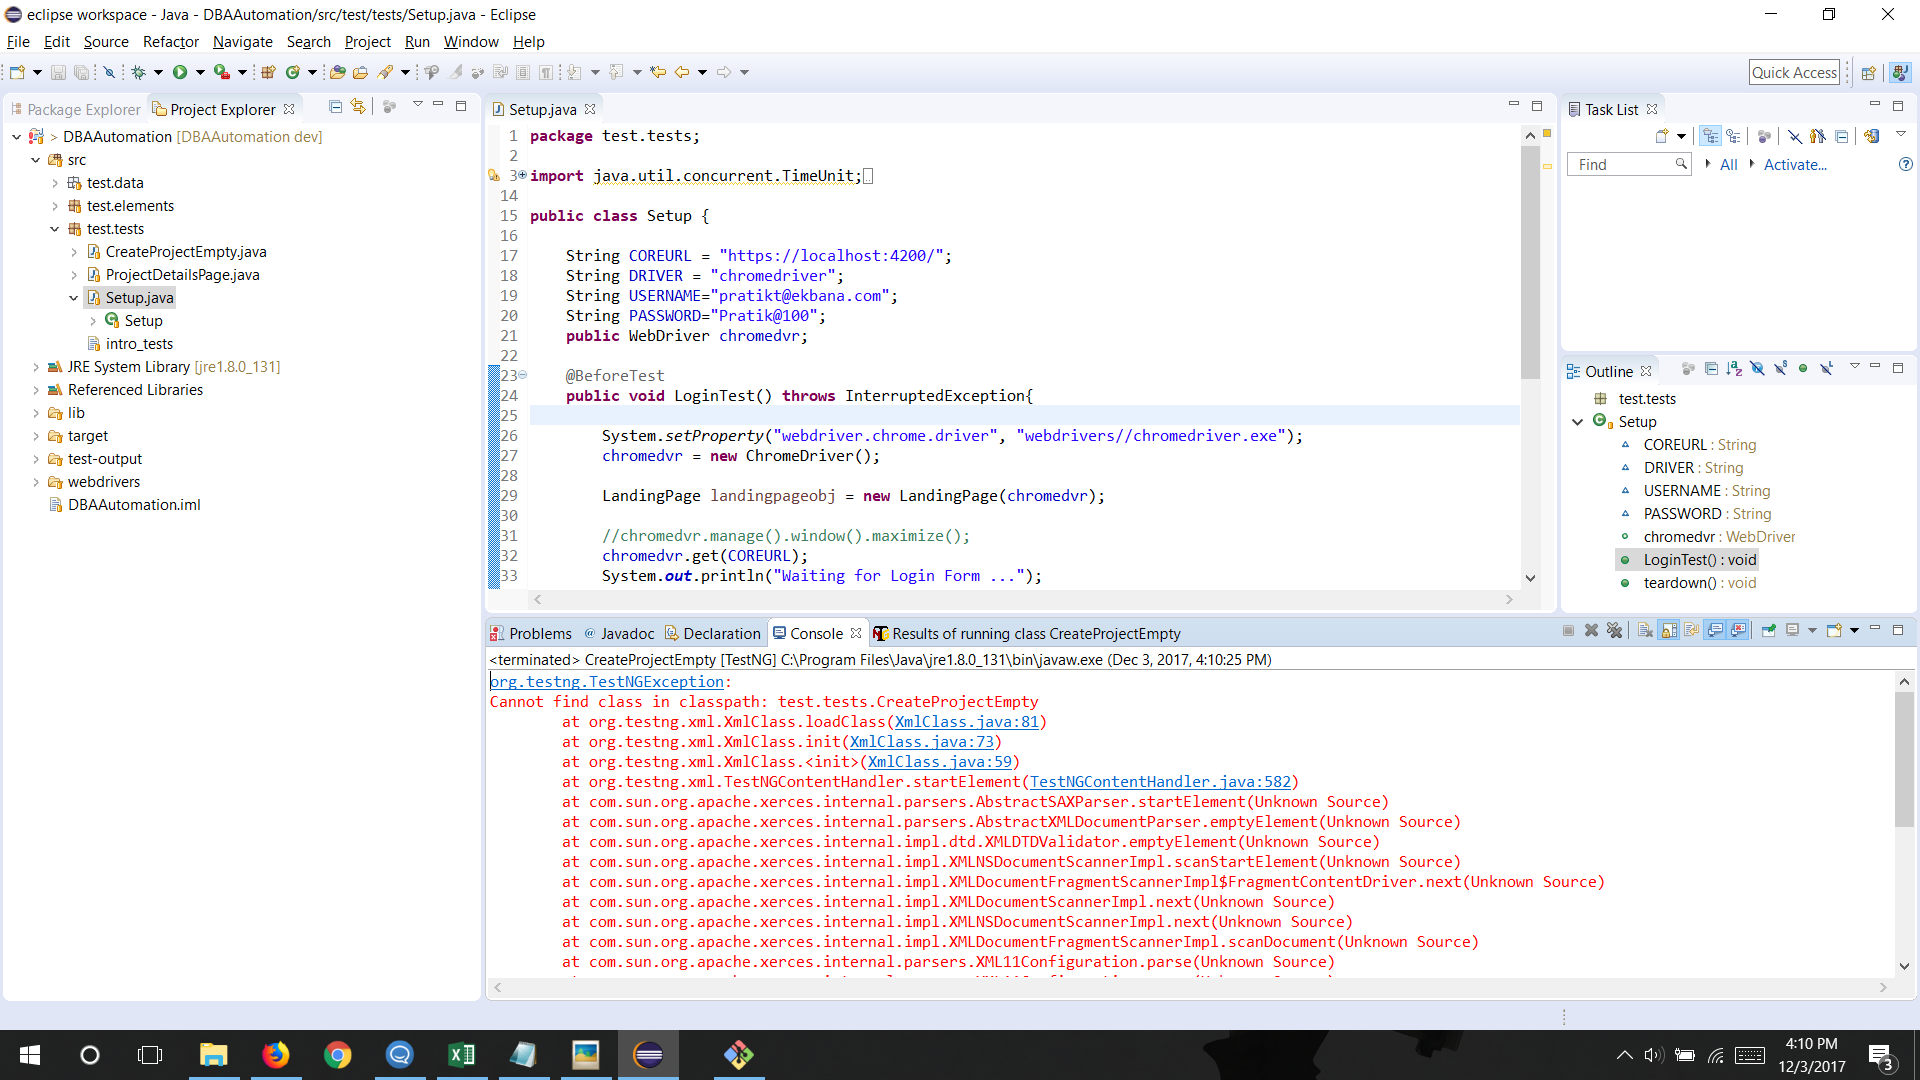 eclipse workspace - Java - DBAAutomation/src/test/tests/Setup.java - Eclipse
File Edit Source Refactor Navigate Search Project Run Window Help
Quick Access
Package Explorer Project Explorer
> DBAAutomation [DBAAutomation dev]
src
test.data
test.elements
test.tests
CreateProjectEmpty.java
ProjectDetailsPage.java
Setup.java
Setup
intro_tests
JRE System Library [jre1.8.0_131]
Referenced Libraries
lib
target
test-output
webdrivers
DBAAutomation.iml
Setup.java
1 package test.tests;
2
3 import java.util.concurrent.TimeUnit;
14
15 public class Setup {
16
17 String COREURL = "https://localhost:4200/";
18 String DRIVER = "chromedriver";
19 String USERNAME="pratikt@ekbana.com";
20 String PASSWORD="Pratik@100";
21 public WebDriver chromedvr;
22
23 @BeforeTest
24 public void LoginTest() throws InterruptedException{
25
26 System.setProperty("webdriver.chrome.driver", "webdrivers//chromedriver.exe");
27 chromedvr = new ChromeDriver();
28
29 LandingPage landingpageobj = new LandingPage(chromedvr);
30
31 //chromedvr.manage().window().maximize();
32 chromedvr.get(COREURL);
33 System.out.println("Waiting for Login Form ...");
Task List
Find All Activate...
Outline
test.tests
Setup
COREURL : String
DRIVER : String
USERNAME : String
PASSWORD : String
chromedvr : WebDriver
LoginTest() : void
teardown() : void
Problems @ Javadoc Declaration Console Results of running class CreateProjectEmpty
<terminated> CreateProjectEmpty [TestNG] C:\Program Files\Java\jre1.8.0_131\bin\javaw.exe (Dec 3, 2017, 4:10:25 PM)
org.testng.TestNGException:
Cannot find class in classpath: test.tests.CreateProjectEmpty
at org.testng.xml.XmlClass.loadClass(XmlClass.java:81)
at org.testng.xml.XmlClass.init(XmlClass.java:73)
at org.testng.xml.XmlClass.<init>(XmlClass.java:59)
at org.testng.xml.TestNGContentHandler.startElement(TestNGContentHandler.java:582)
at com.sun.org.apache.xerces.internal.parsers.AbstractSAXParser.startElement(Unknown Source)
at com.sun.org.apache.xerces.internal.parsers.AbstractXMLDocumentParser.emptyElement(Unknown Source)
at com.sun.org.apache.xerces.internal.impl.dtd.XMLDTDValidator.emptyElement(Unknown Source)
at com.sun.org.apache.xerces.internal.impl.XMLNSDocumentScannerImpl.scanStartElement(Unknown Source)
at com.sun.org.apache.xerces.internal.impl.XMLDocumentFragmentScannerImpl$FragmentContentDriver.next(Unknown Source)
at com.sun.org.apache.xerces.internal.impl.XMLDocumentScannerImpl.next(Unknown Source)
at com.sun.org.apache.xerces.internal.impl.XMLNSDocumentScannerImpl.next(Unknown Source)
at com.sun.org.apache.xerces.internal.impl.XMLDocumentFragmentScannerImpl.scanDocument(Unknown Source)
at com.sun.org.apache.xerces.internal.parsers.XML11Configuration.parse(Unknown Source)
4:10 PM
12/3/2017
3